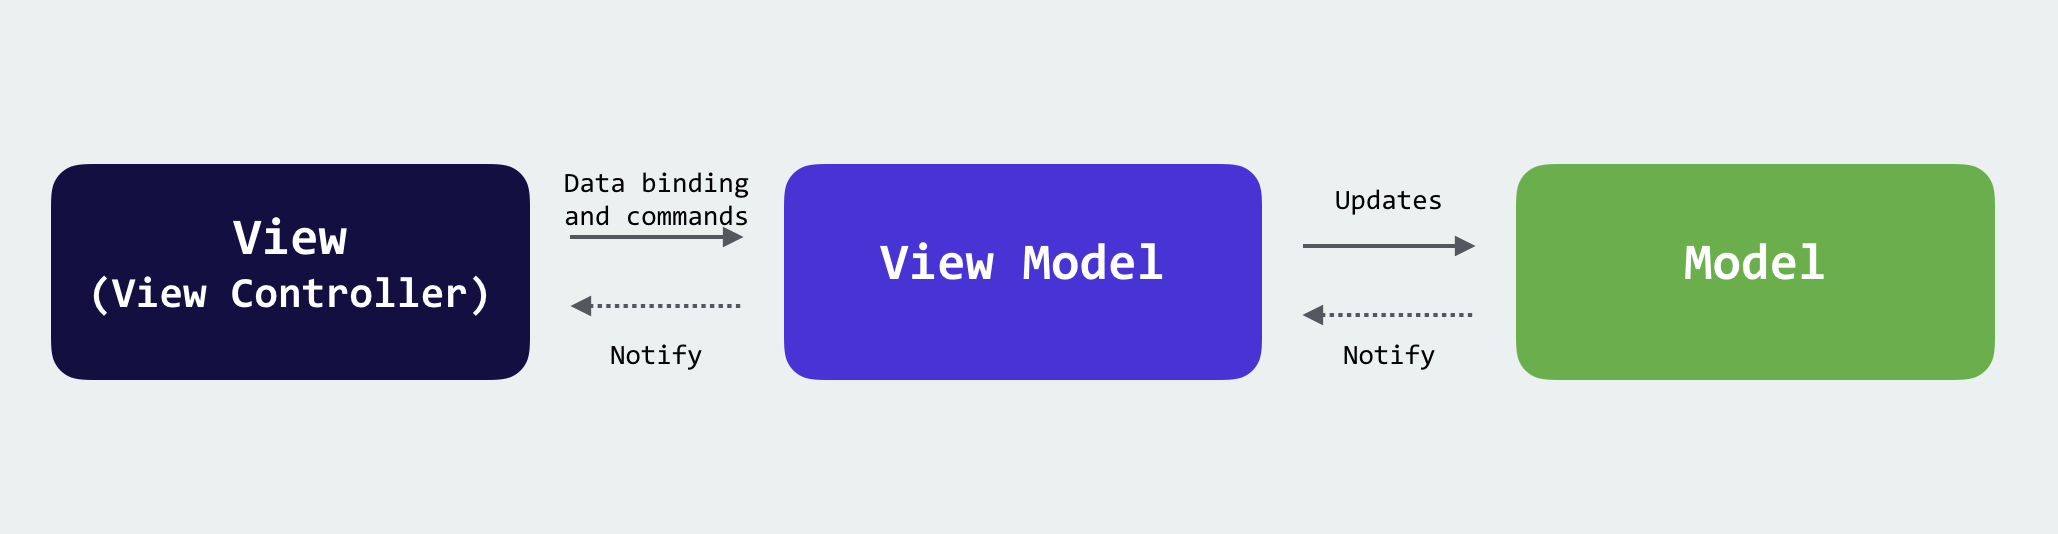 View
(View Controller)
Data binding
and commands
Notify
View Model
Updates
Notify
Model